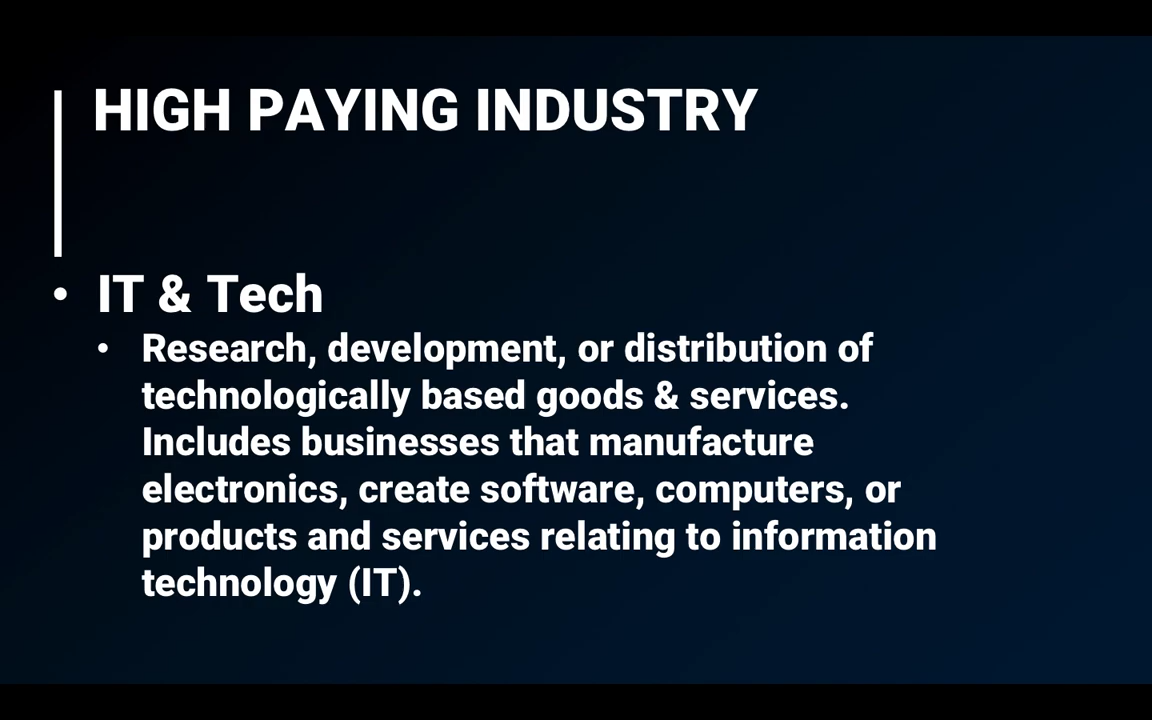 HIGH PAYING INDUSTRY
• IT & Tech
• Research, development, or distribution of
technologically based goods & services.
Includes businesses that manufacture
electronics, create software, computers, or
products and services relating to information
technology (IT).